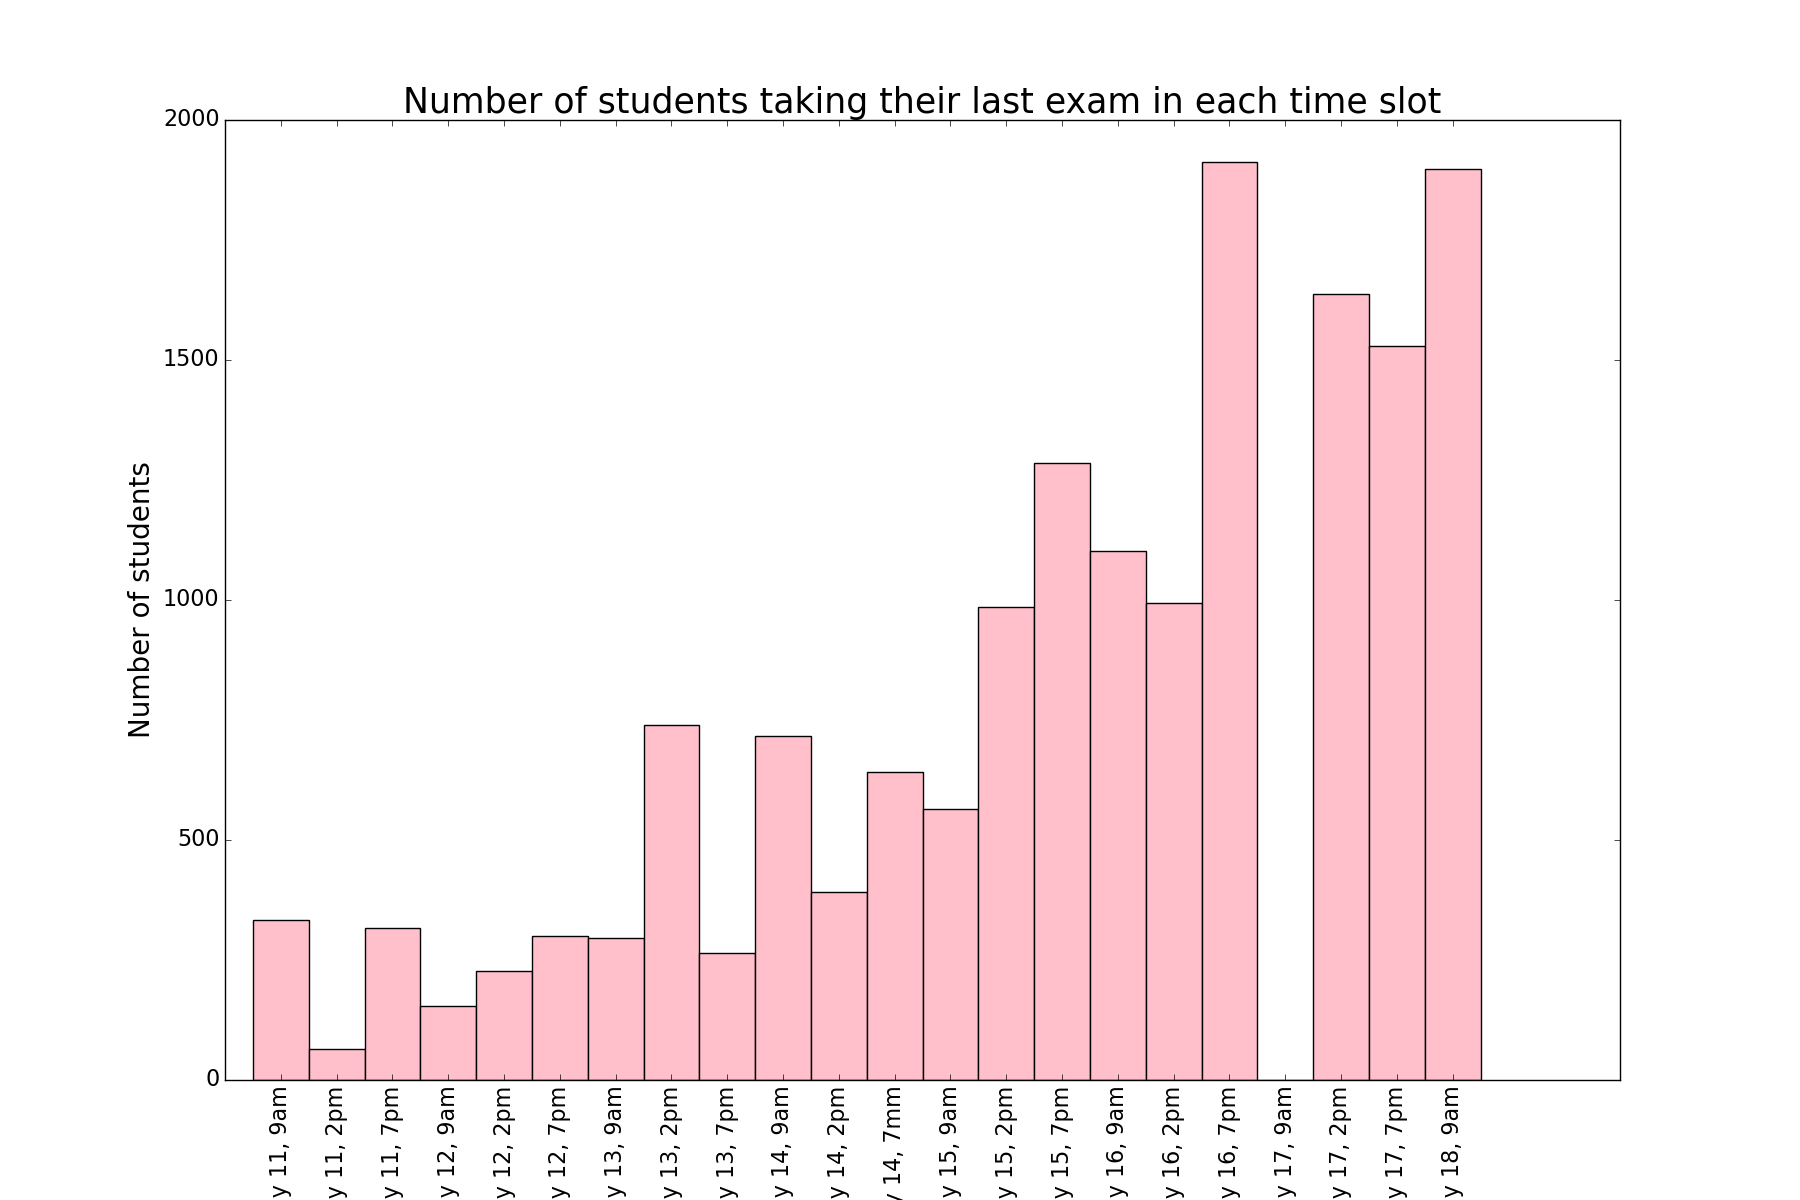 Number of students taking their last exam in each time slot
2000
1500
1000
500
0
Number of students
y 11, 9am
y 11, 2pm
y 11, 7pm
y 12, 9am
y 12, 2pm
y 12, 7pm
y 13, 9am
y 13, 2pm
y 13, 7pm
y 14, 9am
y 14, 2pm
y 14, 7mm
y 15, 9am
y 15, 2pm
y 15, 7pm
y 16, 9am
y 16, 2pm
y 16, 7pm
y 17, 9am
y 17, 2pm
y 17, 7pm
y 18, 9am